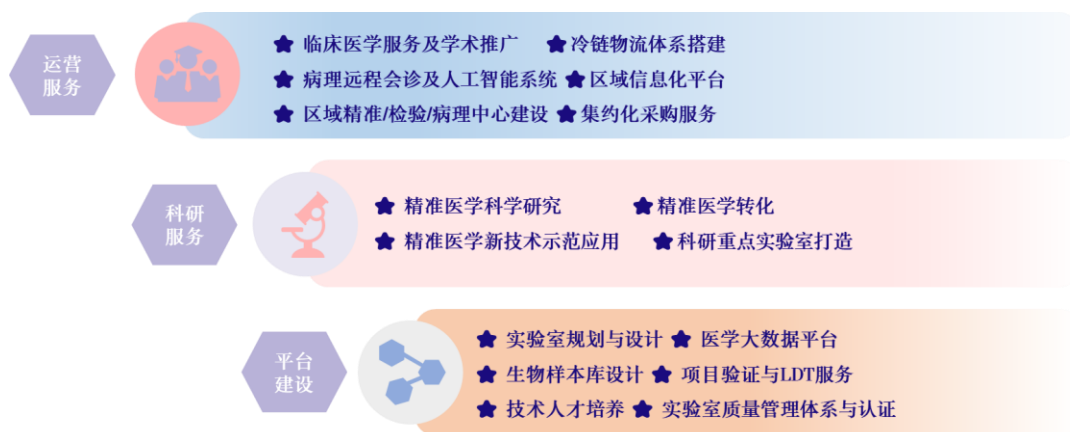 运营
服务
临床医学服务及学术推广 冷链物流体系搭建
病理远程会诊及人工智能系统 区域信息化平台
区域精准/检验/病理中心建设 集约化采购服务
科研
服务
精准医学科学研究 精准医学转化
精准医学新技术示范应用 科研重点实验室打造
平台
建设
实验室规划与设计 医学大数据平台
生物样本库设计 项目验证与LDT服务
技术人才培养 实验室质量管理体系与认证